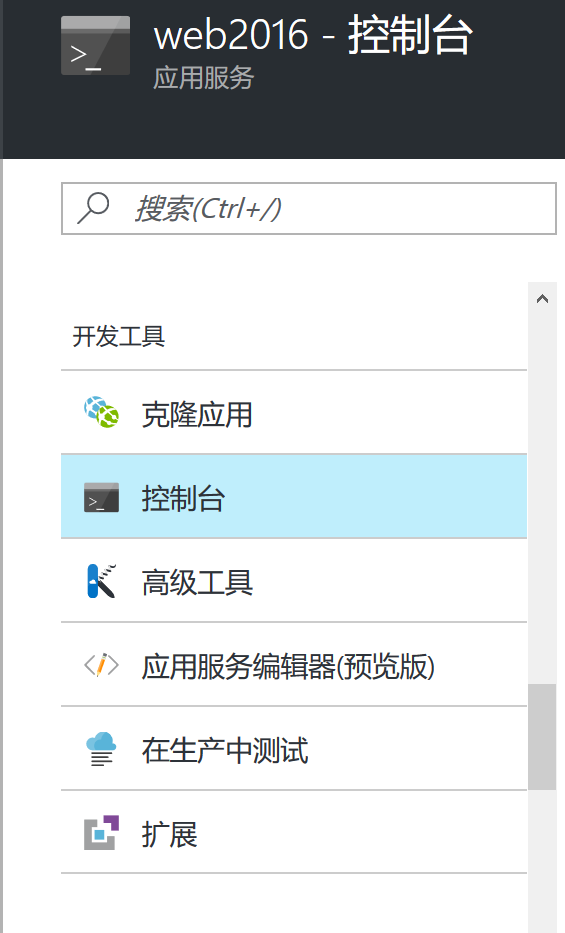 web2016 - 控制台
应用服务
搜索(Ctrl+/)
开发工具
克隆应用
控制台
高级工具
应用服务编辑器(预览版)
在生产中测试
扩展